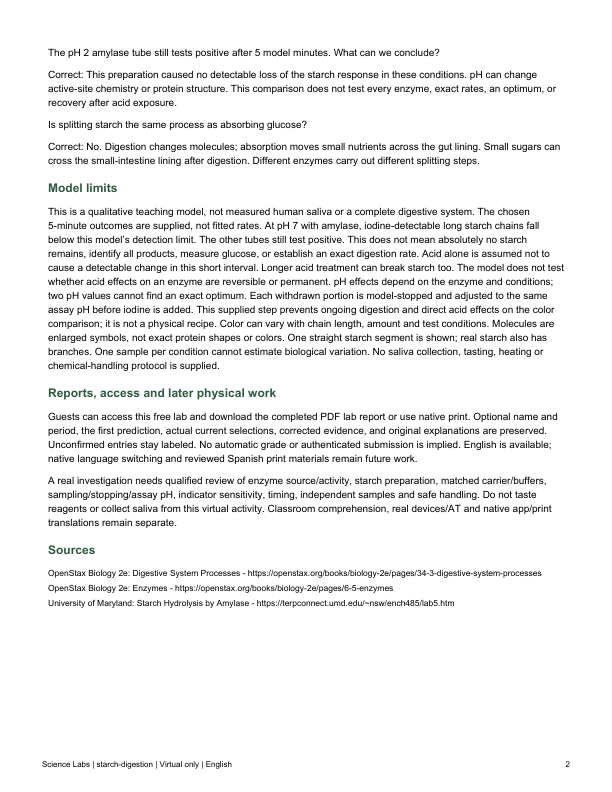 The pH 2 amylase tube still tests positive after 5 model minutes. What can we conclude?
Correct: This preparation caused no detectable loss of the starch response in these conditions. pH can change
active-site chemistry or protein structure. This comparison does not test every enzyme, exact rates, an optimum, or
recovery after acid exposure.
Is splitting starch the same process as absorbing glucose?
Correct: No. Digestion changes molecules; absorption moves small nutrients across the gut lining. Small sugars can
cross the small-intestine lining after digestion. Different enzymes carry out different splitting steps.
Model limits
This is a qualitative teaching model, not measured human saliva or a complete digestive system. The chosen
5-minute outcomes are supplied, not fitted rates. At pH 7 with amylase, iodine-detectable long starch chains fall
below this model's detection limit. The other tubes still test positive. This does not mean absolutely no starch
remains, identify all products, measure glucose, or establish an exact digestion rate. Acid alone is assumed not to
cause a detectable change in this short interval. Longer acid treatment can break starch too. The model does not test
whether acid effects on an enzyme are reversible or permanent. pH effects depend on the enzyme and conditions;
two pH values cannot find an exact optimum. Each withdrawn portion is model-stopped and adjusted to the same
assay pH before iodine is added. This supplied step prevents ongoing digestion and direct acid effects on the color
comparison; it is not a physical recipe. Color can vary with chain length, amount and test conditions. Molecules are
enlarged symbols, not exact protein shapes or colors. One straight starch segment is shown; real starch also has
branches. One sample per condition cannot estimate biological variation. No saliva collection, tasting, heating or
chemical-handling protocol is supplied.
Reports, access and later physical work
Guests can access this free lab and download the completed PDF lab report or use native print. Optional name and
period, the first prediction, actual current selections, corrected evidence, and original explanations are preserved.
Unconfirmed entries stay labeled. No automatic grade or authenticated submission is implied. English is available;
native language switching and reviewed Spanish print materials remain future work.
A real investigation needs qualified review of enzyme source/activity, starch preparation, matched carrier/buffers,
sampling/stopping/assay pH, indicator sensitivity, timing, independent samples and safe handling. Do not taste
reagents or collect saliva from this virtual activity. Classroom comprehension, real devices/AT and native app/print
translations remain separate.
Sources
OpenStax Biology 2e: Digestive System Processes - https://openstax.org/books/biology-2e/pages/34-3-digestive-system-processes
OpenStax Biology 2e: Enzymes - https://openstax.org/books/biology-2e/pages/6-5-enzymes
University of Maryland: Starch Hydrolysis by Amylase - https://terpconnect.umd.edu/~nsw/ench485/lab5.htm
Science Labs | starch-digestion | Virtual only | English 2